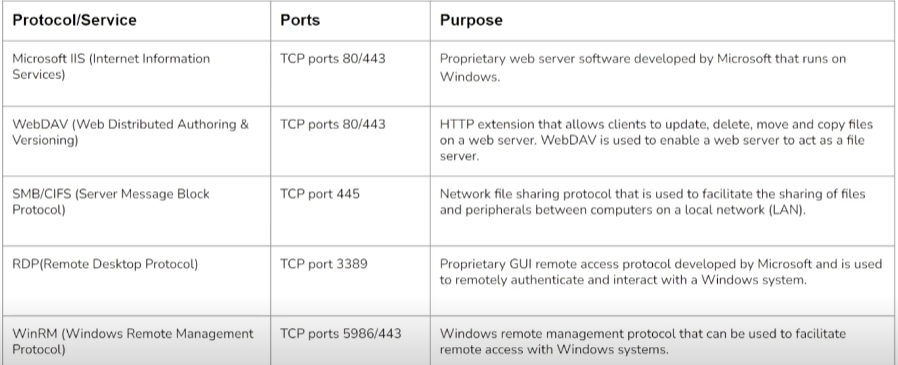 Protocol/Service Ports Purpose
Microsoft IIS (Internet Information TCP ports 80/443 Proprietary web server software developed by Microsoft that runs on
Services) Windows.
WebDAV (Web Distributed Authoring & TCP ports 80/443 HTTP extension that allows clients to update, delete, move and copy files
Versioning) on a web server. WebDAV is used to enable a web server to act as a file
server.
SMB/CIFS (Server Message Block TCP port 445 Network file sharing protocol that is used to facilitate the sharing of files
Protocol) and peripherals between computers on a local network (LAN).
RDP(Remote Desktop Protocol) TCP port 3389 Proprietary GUI remote access protocol developed by Microsoft and is used
to remotely authenticate and interact with a Windows system.
WinRM (Windows Remote Management TCP ports 5986/443 Windows remote management protocol that can be used to facilitate
Protocol) remote access with Windows systems.